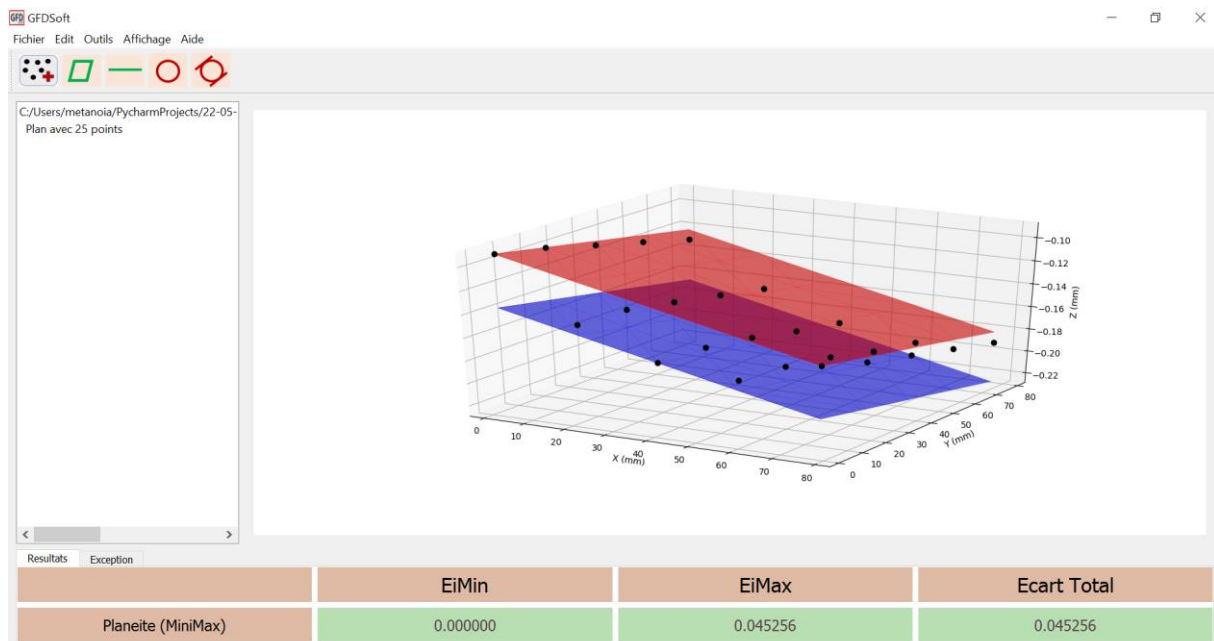 GFD GFDSoft
Fichier Edit Outils Affichage Aide
C:/Users/metanoia/PycharmProjects/22-05-
Plan avec 25 points
−0.10
−0.12
−0.14
−0.16
−0.18
−0.20
−0.22
Z (mm)
0
10
20
30
40
50
60
70
80
X (mm)
0
10
20
30
40
50
60
70
80
Y (mm)
Resultats Exception
EiMin EiMax Ecart Total
Planeite (MiniMax) 0.000000 0.045256 0.045256